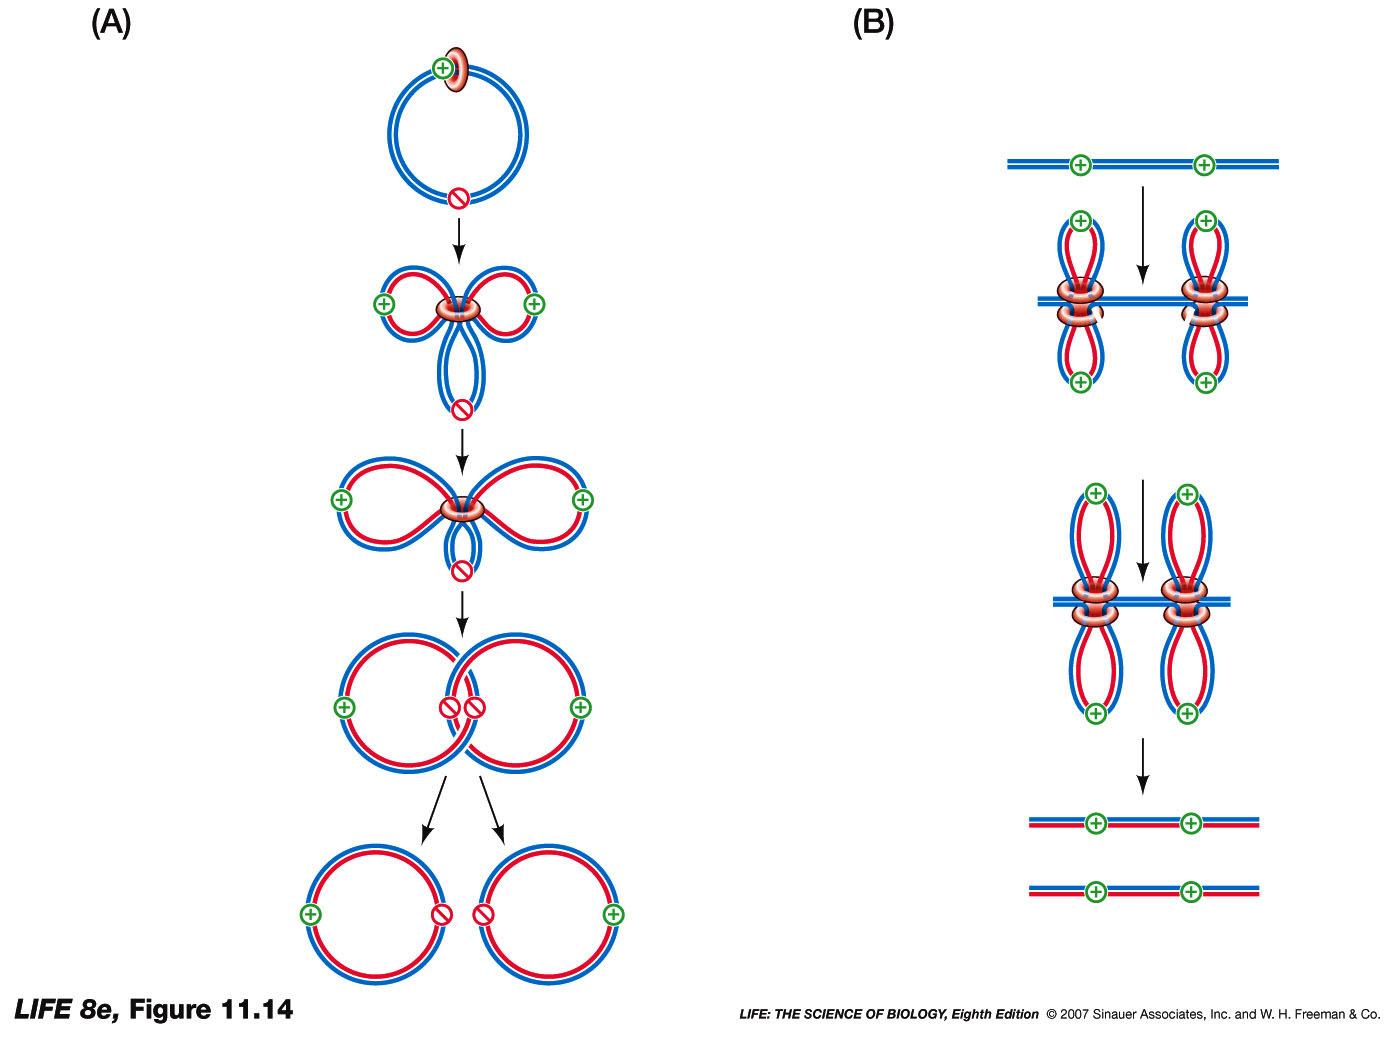 (A)
(B)
LIFE 8e, Figure 11.14
LIFE: THE SCIENCE OF BIOLOGY, Eighth Edition © 2007 Sinauer Associates, Inc. and W. H. Freeman & Co.